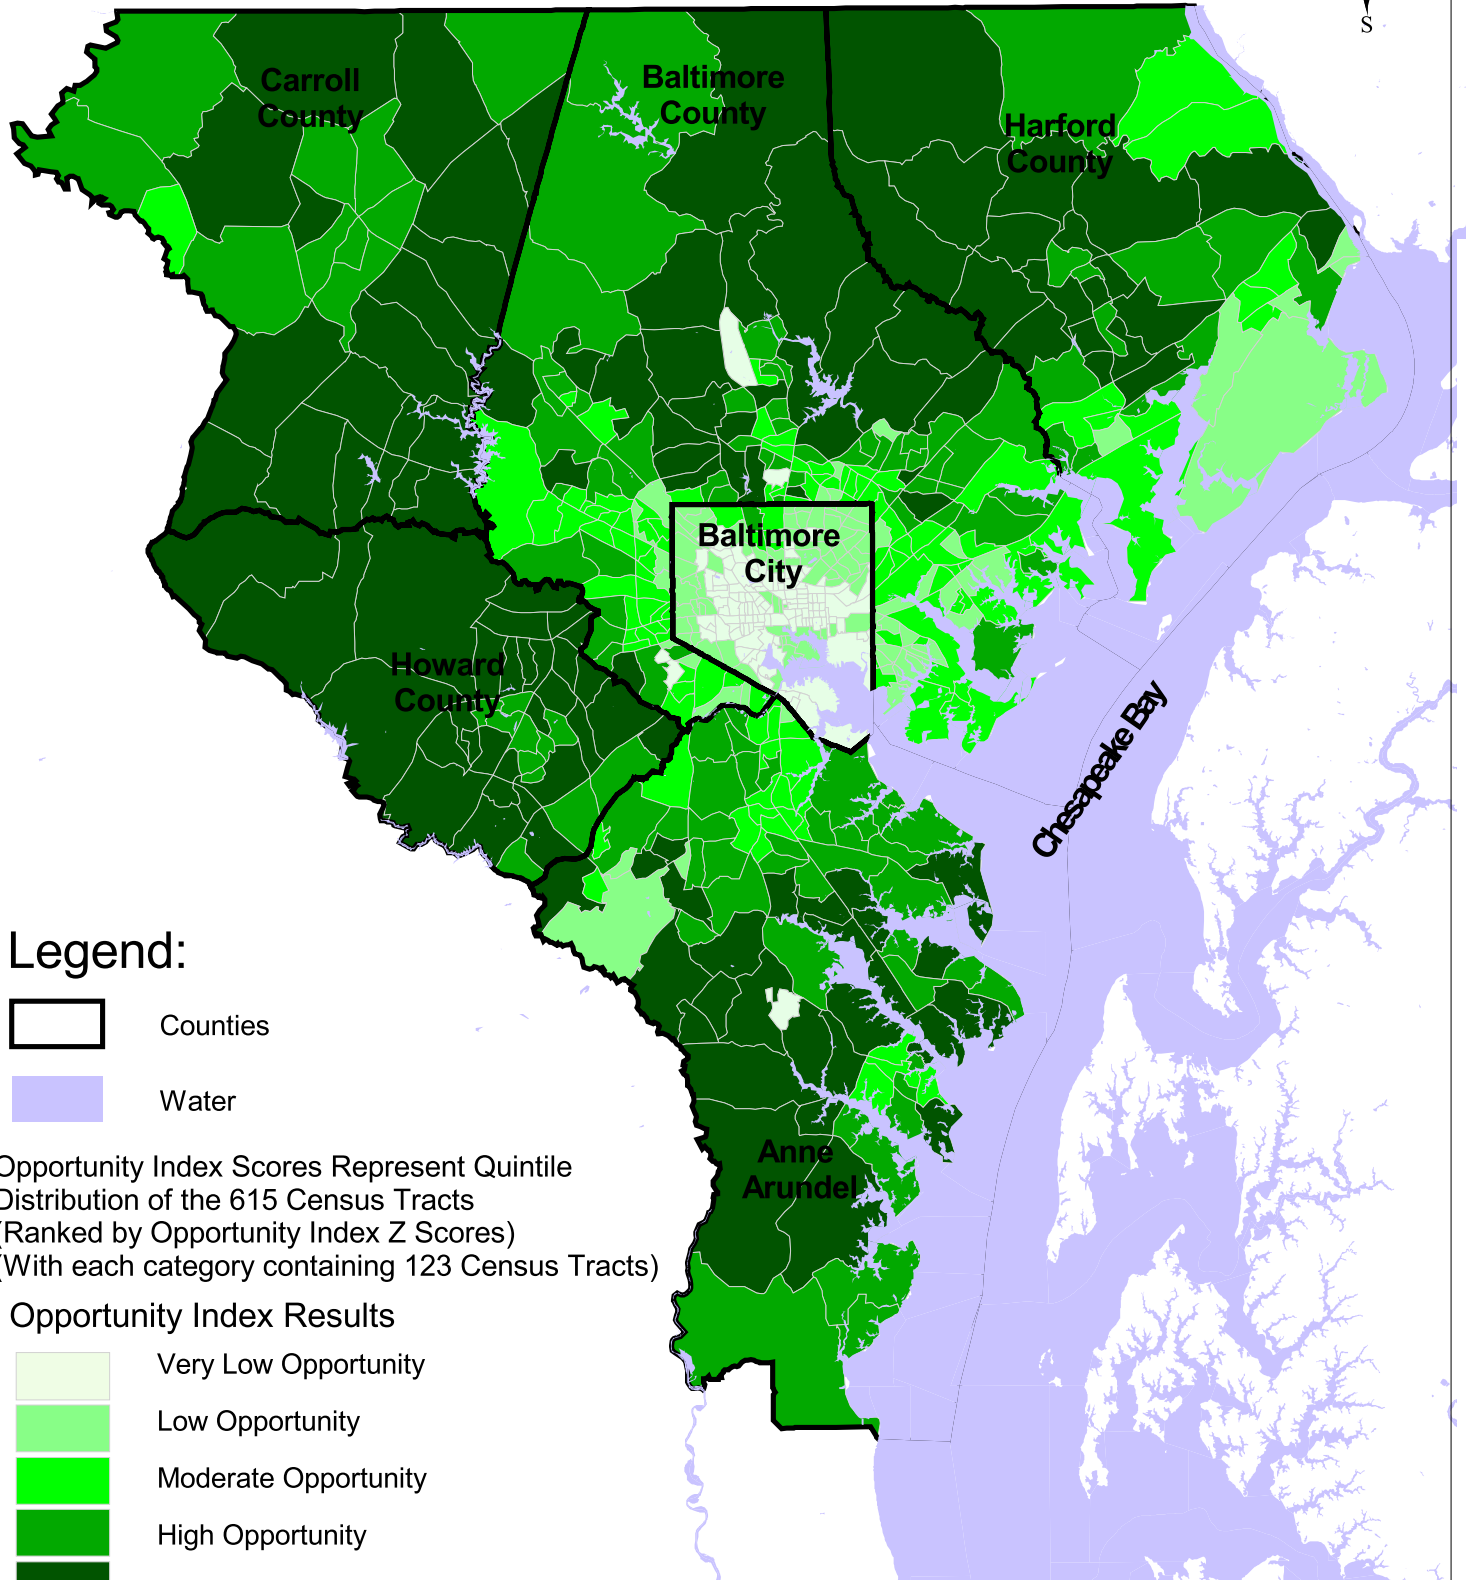 S
Carroll
County
Baltimore
County
Harford
County
Baltimore
City
Howard
County
Chesapeake Bay
Anne
Arundel
Legend:
Counties
Water
Opportunity Index Scores Represent Quintile
Distribution of the 615 Census Tracts
(Ranked by Opportunity Index Z Scores)
(With each category containing 123 Census Tracts)
Opportunity Index Results
Very Low Opportunity
Low Opportunity
Moderate Opportunity
High Opportunity